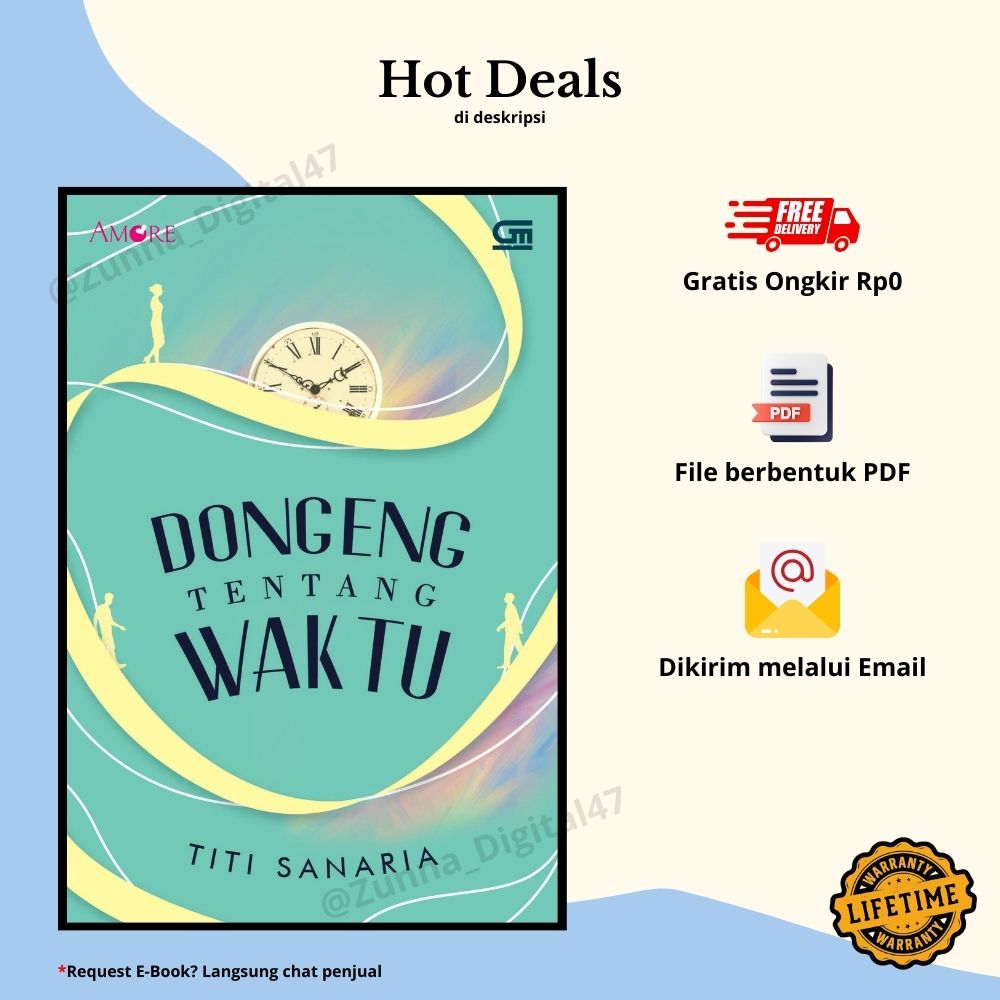 Hot Deals
di deskripsi
@Zunna_Digital47
AMORE
GM
DONGENG
TENTANG
WAKTU
TITI SANARIA
@Zunna_Digital47
FREE
DELIVERY
Gratis Ongkir Rp0
PDF
File berbentuk PDF
@
Dikirim melalui Email
WARRANTY
LIFETIME
WARRANTY
*Request E-Book? Langsung chat penjual